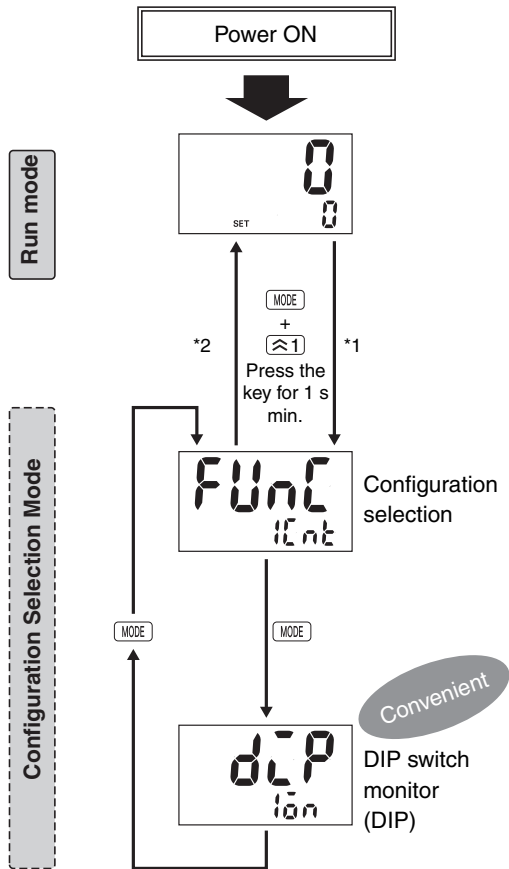 Power ON
Run mode
0
SET
0
MODE
+
1
*2
*1
Press the
key for 1 s
min.
Configuration Selection Mode
FUnC
1Cnt
Configuration
selection
MODE
MODE
Convenient
diP
1on
DIP switch
monitor
(DIP)